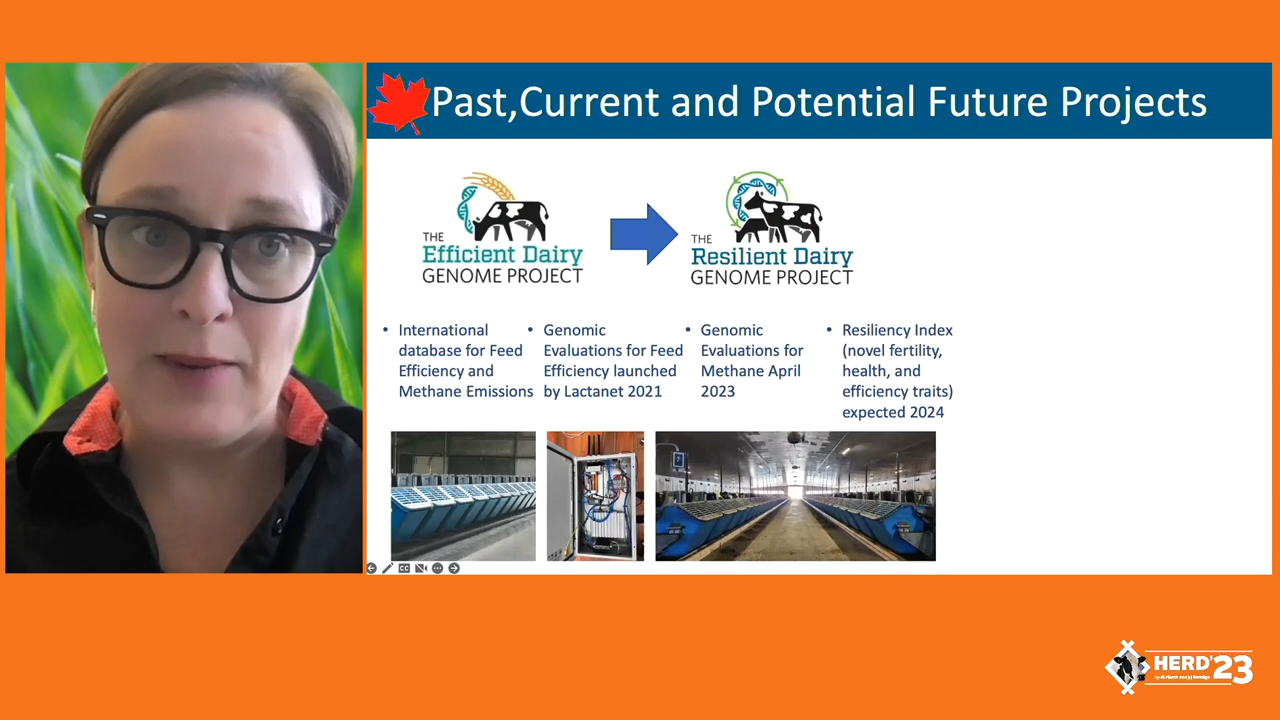 Past,Current and Potential Future Projects
THE
Efficient Dairy
GENOME PROJECT
THE
Resilient Dairy
GENOME PROJECT
• International
database for Feed
Efficiency and
Methane Emissions
• Genomic
Evaluations for Feed
Efficiency launched
by Lactanet 2021
• Genomic
Evaluations for
Methane April
2023
• Resiliency Index
(novel fertility,
health, and
efficiency traits)
expected 2024
CC
HERD'23